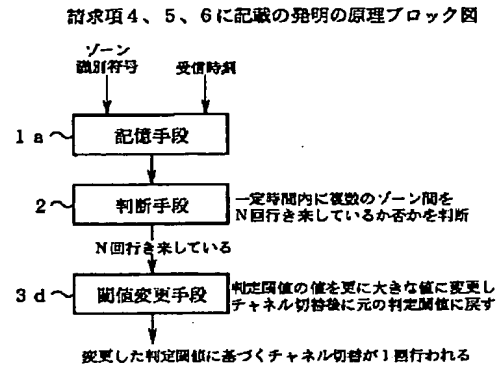 請求項４、５、６に記載の発明の原理ブロック図
ゾーン
識別符号
受信時刻
１ａ
記憶手段
２
判断手段
一定時間内に複数のゾーン間を
Ｎ回行き来しているか否かを判断
Ｎ回行き来している
３ｄ
閾値変更手段
判定閾値の値を更に大きな値に変更し
チャネル切替後に元の判定閾値に戻す
変更した判定閾値に基づくチャネル切替が１回行われる